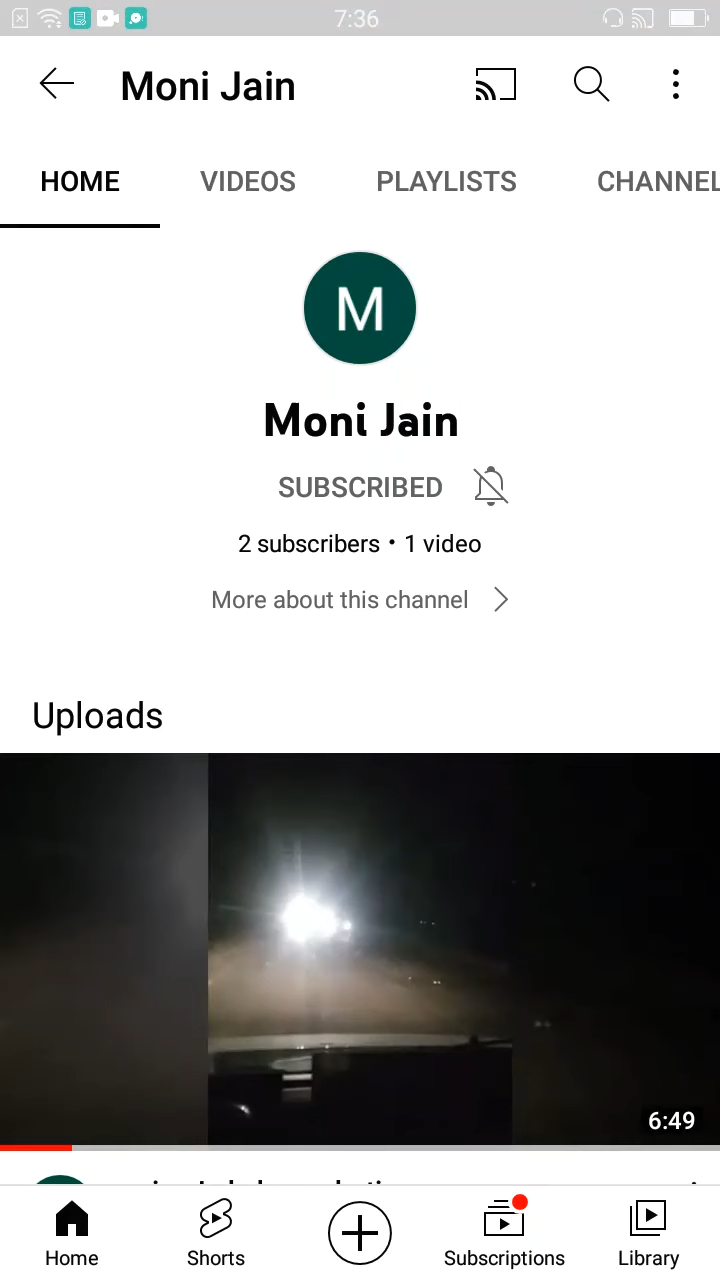 7:36
Moni Jain
HOME VIDEOS PLAYLISTS CHANNEL
M
Moni Jain
SUBSCRIBED
2 subscribers • 1 video
More about this channel
Uploads
6:49
Home Shorts Subscriptions Library